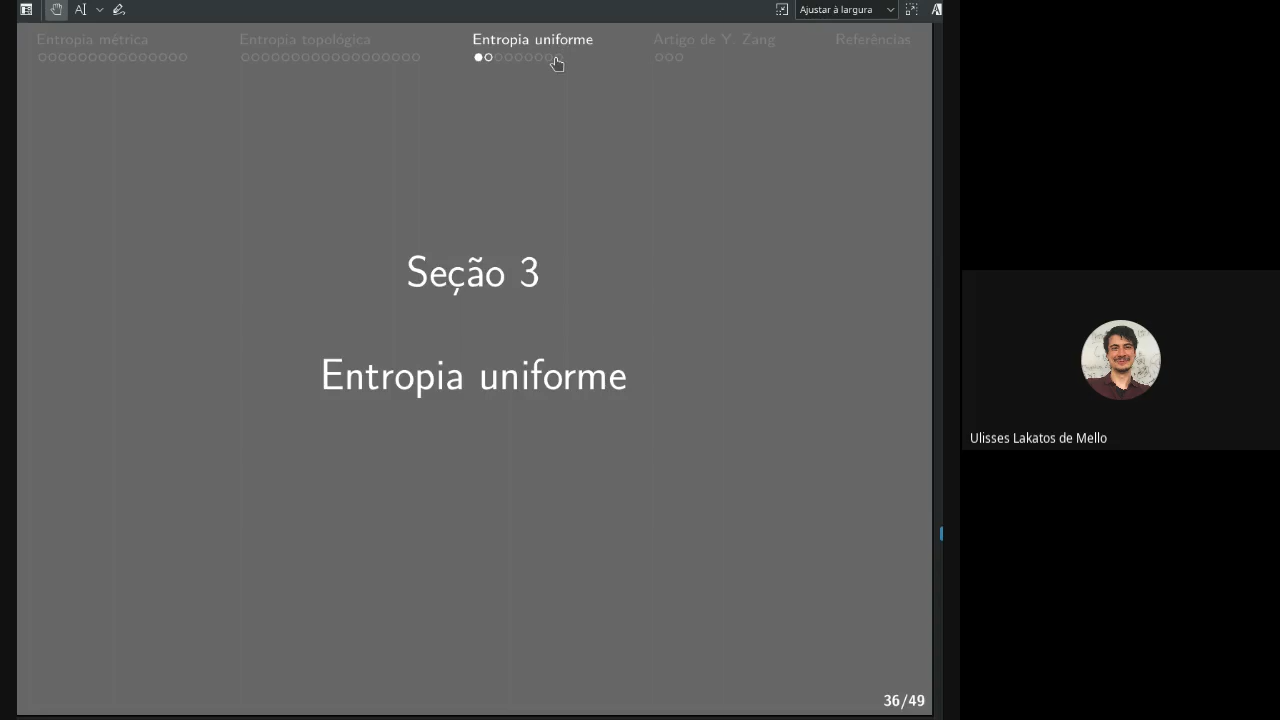 AI
Ajustar à largura
Entropia métrica
Entropia topológica
Entropia uniforme
Artigo de Y. Zang
Referências
Seção 3
Entropia uniforme
36/49
Ulisses Lakatos de Mello